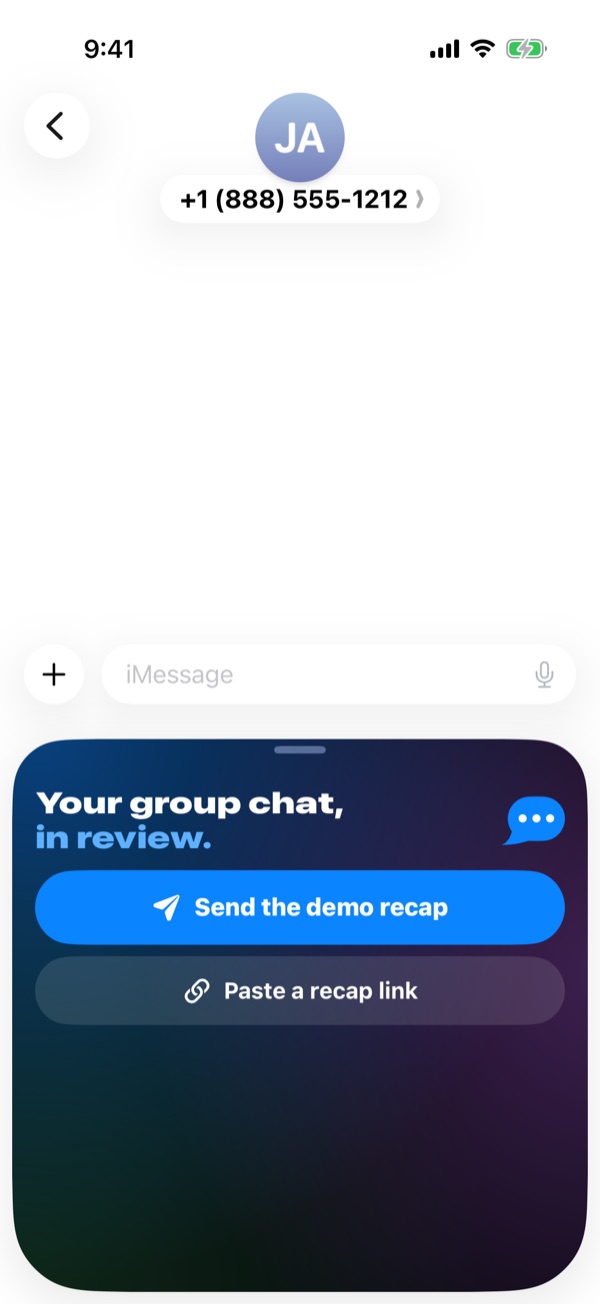 9:41
JA
+1 (888) 555-1212
iMessage
Your group chat,
in review.
Send the demo recap
Paste a recap link